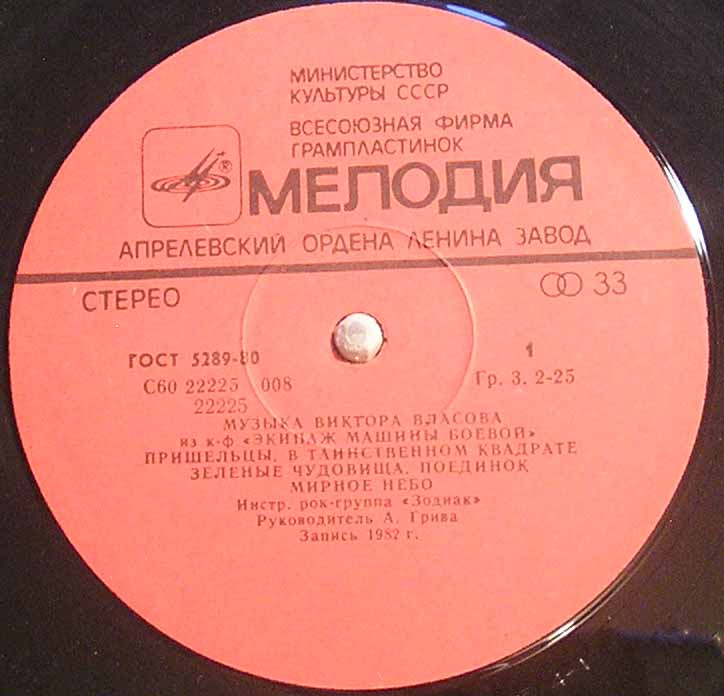 МИНИСТЕРСТВО
КУЛЬТУРЫ СССР
ВСЕСОЮЗНАЯ ФИРМА
ГРАМПЛАСТИНОК
®
МЕЛОДИЯ
АПРЕЛЕВСКИЙ ОРДЕНА ЛЕНИНА ЗАВОД
СТЕРЕО
33
ГОСТ 5289-80
1
С60 22225 008
Гр. 3. 2-25
22225
МУЗЫКА ВИКТОРА ВЛАСОВА
из к-ф «ЭКИПАЖ МАШИНЫ БОЕВОЙ»
ПРИШЕЛЬЦЫ. В ТАИНСТВЕННОМ КВАДРАТЕ
ЗЕЛЕНЫЕ ЧУДОВИЩА. ПОЕДИНОК
МИРНОЕ НЕБО
Инстр. рок-группа «Зодиак»
Руководитель А. Грива
Запись 1982 г.